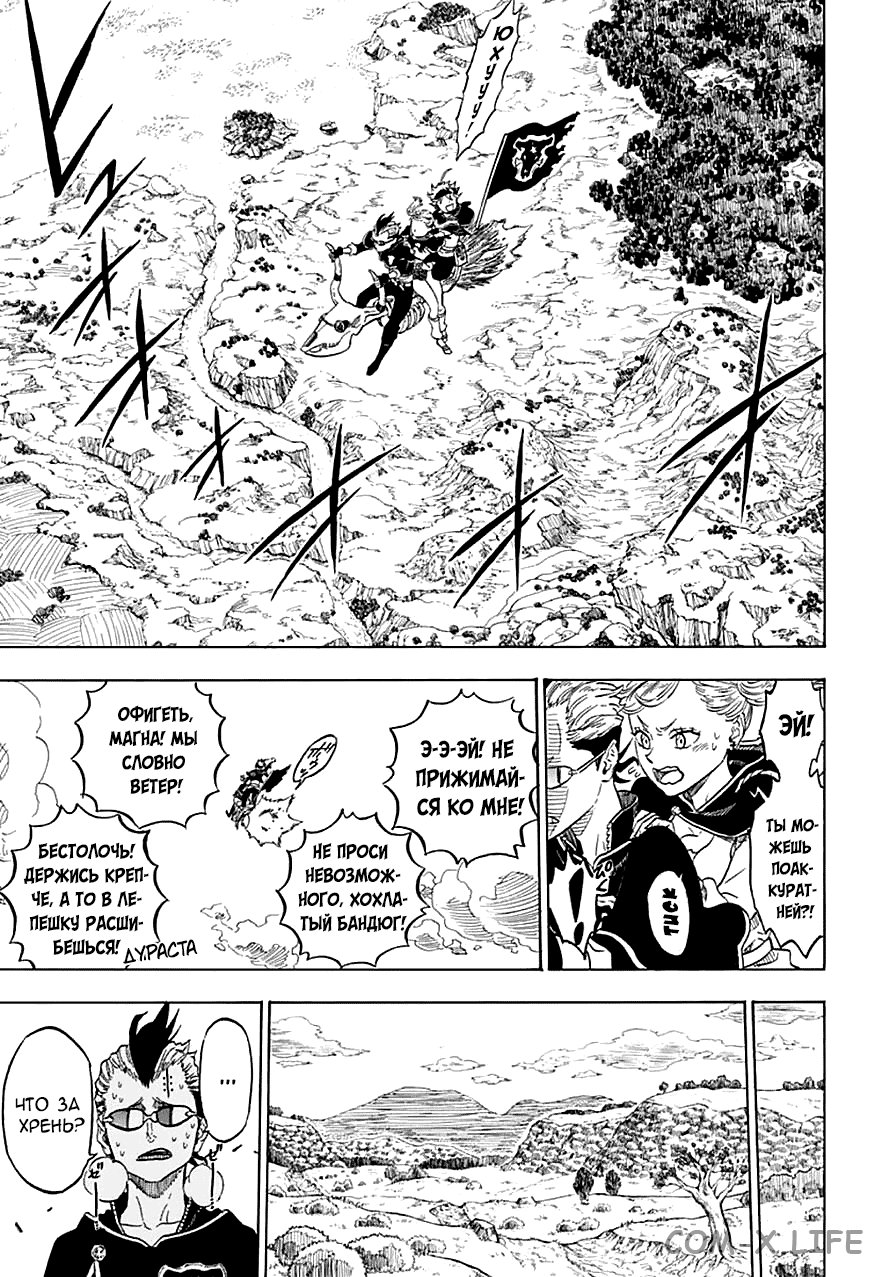 ЮХУУУ!
ЭЙ!
ТЫ МО-
ЖЕШЬ
ПОАК-
КУРАТ-
НЕЙ?!
ТИСК
Э-Э-ЭЙ! НЕ
ПРИЖИМАЙ-
СЯ КО МНЕ!
НЕ ПРОСИ
НЕВОЗМОЖ-
НОГО, ХОХЛА-
ТЫЙ БАНДЮГ!
ОФИГЕТЬ,
МАГНА! МЫ
СЛОВНО
ВЕТЕР!
БЕСТОЛОЧЬ!
ДЕРЖИСЬ КРЕП-
ЧЕ, А ТО В ЛЕ-
ПЕШКУ РАСШИ-
БЕШЬСЯ!
ДУРАСТА
...
ЧТО ЗА
ХРЕНЬ?
COM-X.LIFE